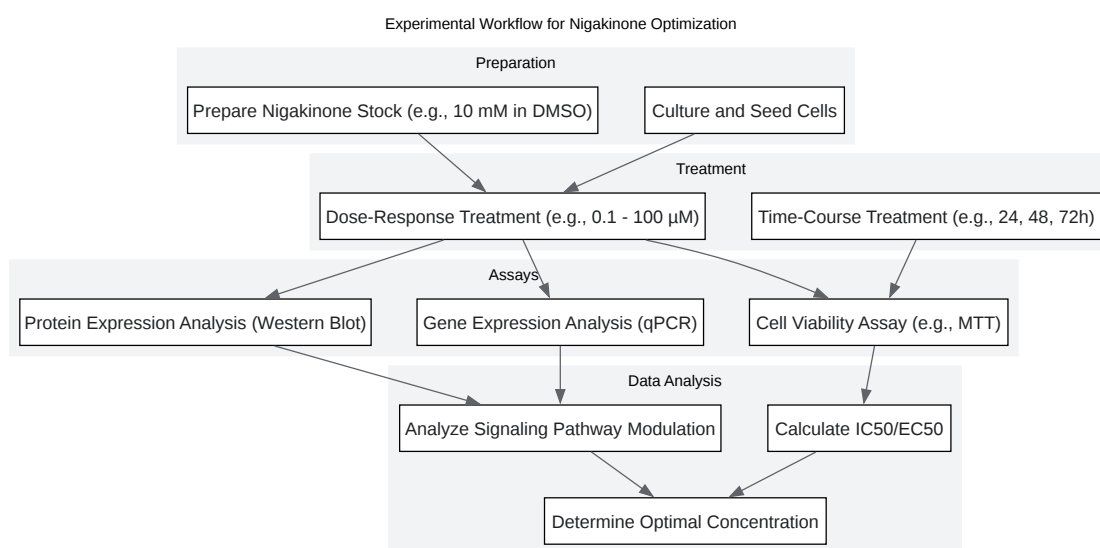 Experimental Workflow for Nigakinone Optimization
Preparation
Prepare Nigakinone Stock (e.g., 10 mM in DMSO)
Culture and Seed Cells
Treatment
Dose-Response Treatment (e.g., 0.1 - 100 µM)
Time-Course Treatment (e.g., 24, 48, 72h)
Assays
Protein Expression Analysis (Western Blot)
Gene Expression Analysis (qPCR)
Cell Viability Assay (e.g., MTT)
Data Analysis
Analyze Signaling Pathway Modulation
Calculate IC50/EC50
Determine Optimal Concentration